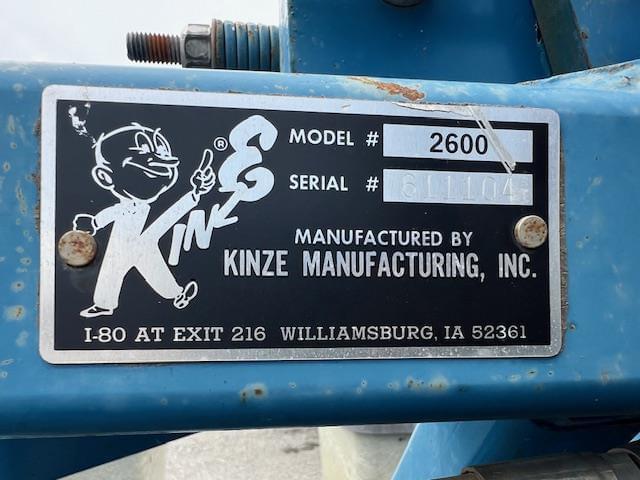 KINZE ®
MODEL # 2600
SERIAL # 611104
MANUFACTURED BY
KINZE MANUFACTURING, INC.
I-80 AT EXIT 216 WILLIAMSBURG, IA 52361